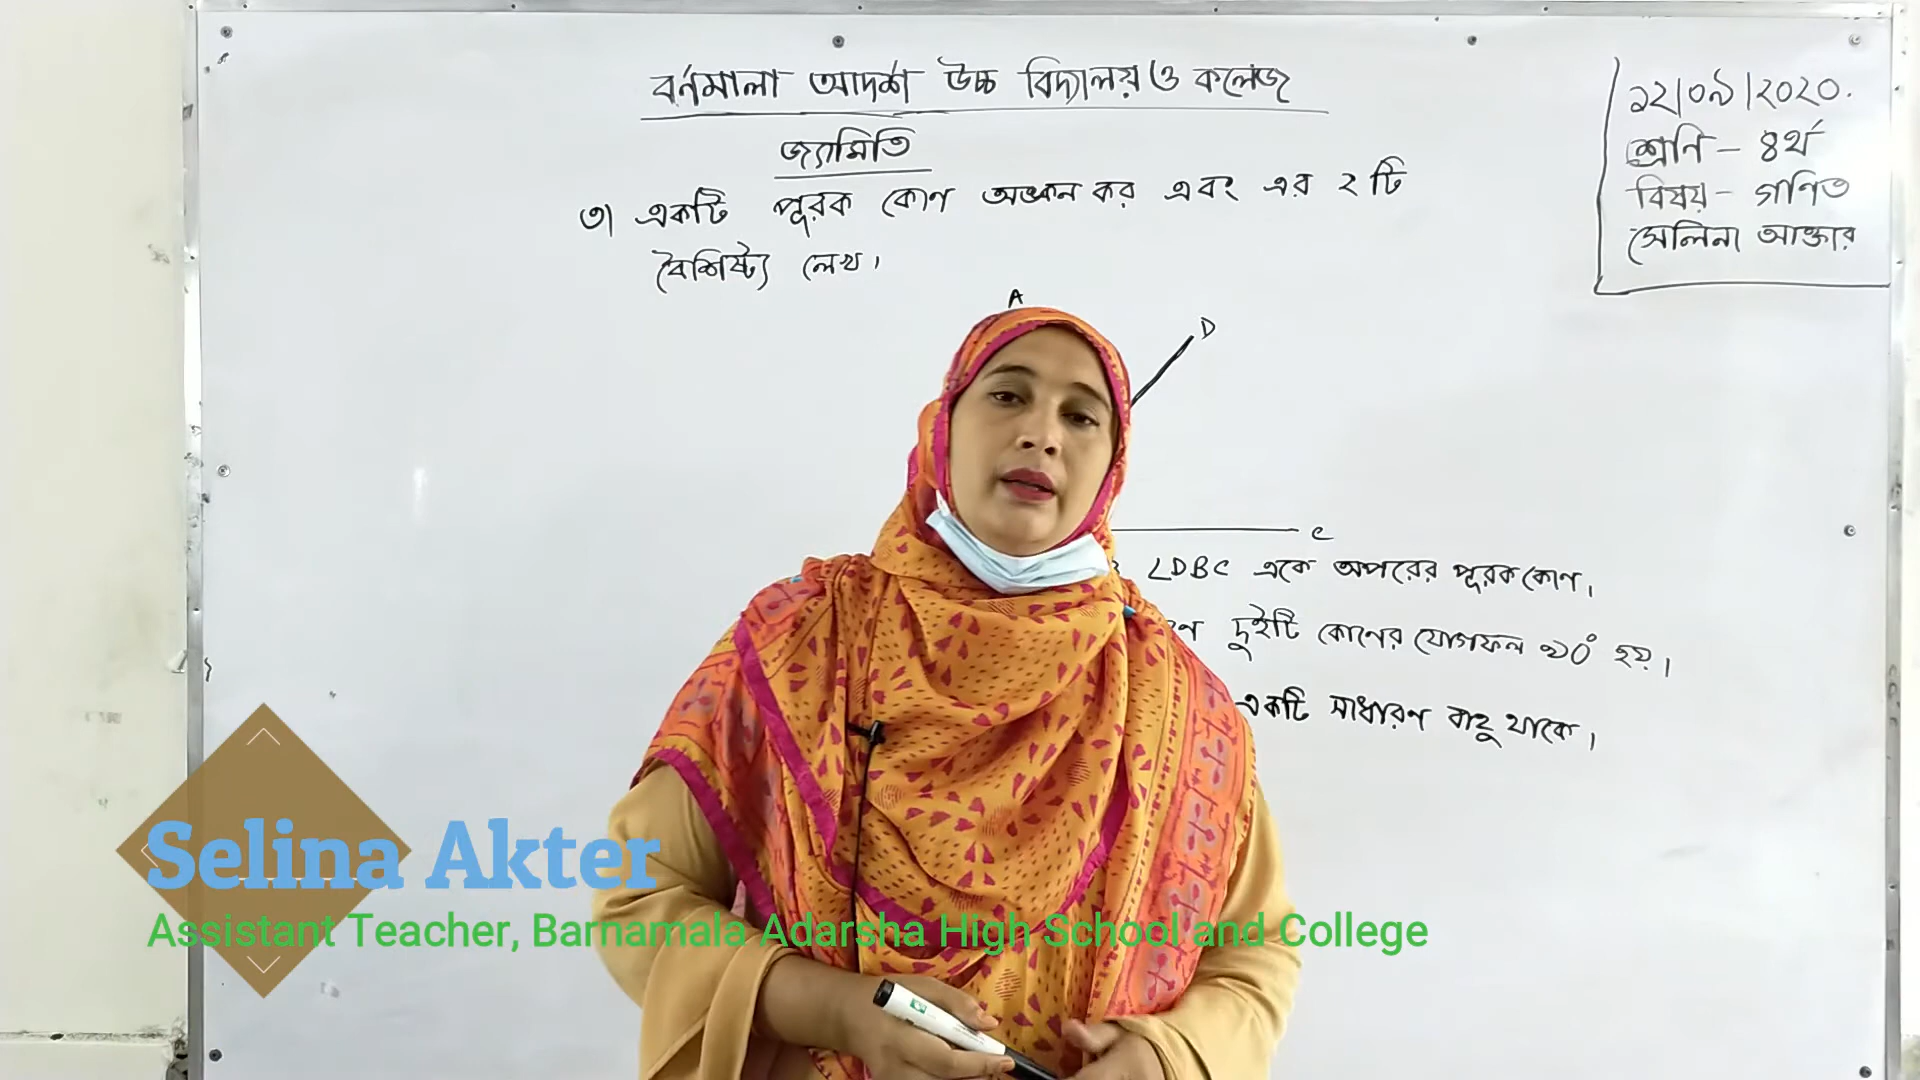 বর্ণমালা আদর্শ উচ্চ বিদ্যালয় ও কলেজ
জ্যামিতি
৩। একটি পূরক কোণ অঙ্কন কর এবং এর ২ টি
বৈশিষ্ট্য লেখ।
১২/০৯/২০২০.
শ্রেণি - ৪র্থ
বিষয় - গণিত
সেলিনা আক্তার
A
D
C
∠DBC একে অপরের পূরক কোণ।
দুইটি কোণের যোগফল ৯০° হয়।
একটি সাধারণ বাহু থাকে।
Selina Akter
Assistant Teacher, Barnamala Adarsha High School and College